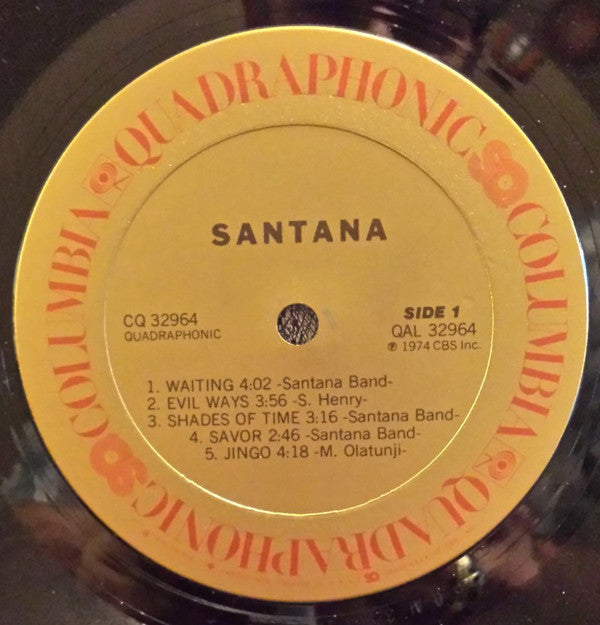 QUADRAPHONIC
SQ
COLUMBIA
QUADRAPHONIC
SQ
COLUMBIA
SANTANA
CQ 32964
QUADRAPHONIC
SIDE 1
QAL 32964
℗ 1974 CBS Inc.
1. WAITING 4:02 -Santana Band-
2. EVIL WAYS 3:56 -S. Henry-
3. SHADES OF TIME 3:16 -Santana Band-
4. SAVOR 2:46 -Santana Band-
5. JINGO 4:18 -M. Olatunji-